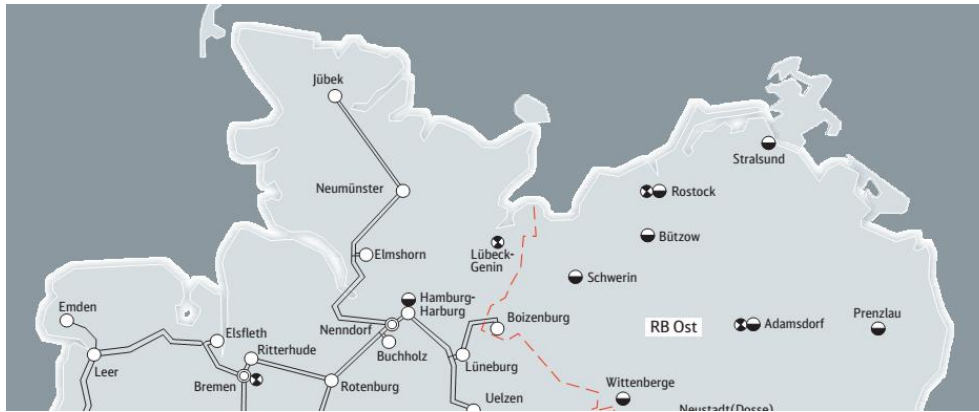 Jübek
Stralsund
Neumünster
Rostock
Bützow
Elmshorn
Lübeck-
Genin
Schwerin
Hamburg-
Harburg
Emden
Prenzlau
Elsfleth
Nenndorf
Boizenburg
RB Ost
Adamsdorf
Ritterhude
Buchholz
Leer
Lüneburg
Bremen
Rotenburg
Wittenberge
Uelzen
Neustadt(Dosse)